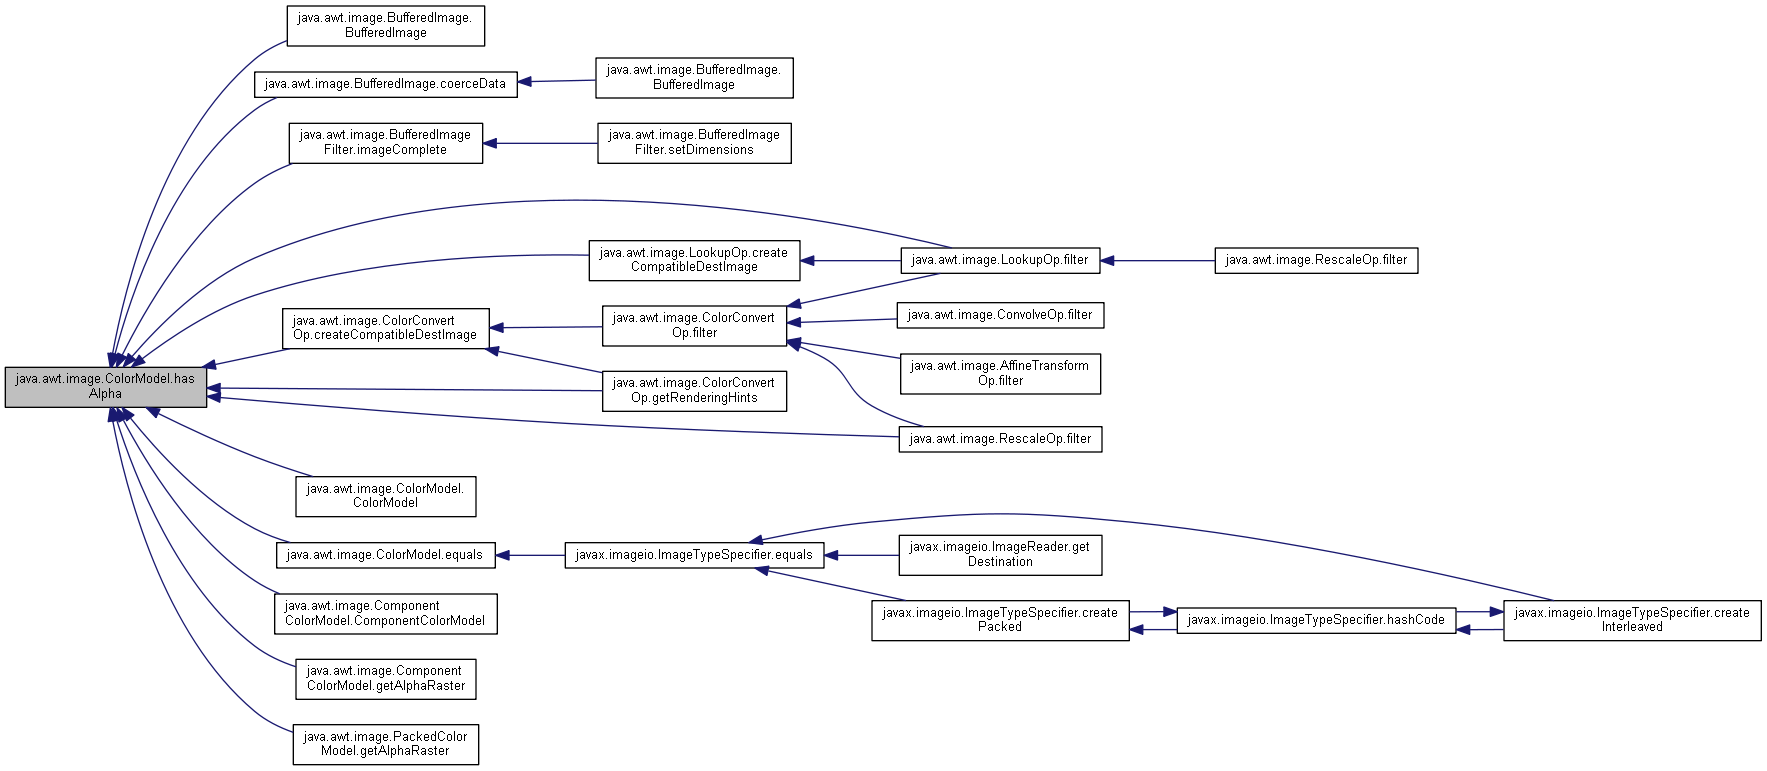 java.awt.image.BufferedImage.
BufferedImage
java.awt.image.BufferedImage.coerceData
java.awt.image.BufferedImage.
BufferedImage
java.awt.image.BufferedImage
Filter.imageComplete
java.awt.image.BufferedImage
Filter.setDimensions
java.awt.image.LookupOp.create
CompatibleDestImage
java.awt.image.LookupOp.filter
java.awt.image.RescaleOp.filter
java.awt.image.ColorConvert
Op.createCompatibleDestImage
java.awt.image.ColorConvert
Op.filter
java.awt.image.ConvolveOp.filter
java.awt.image.AffineTransform
Op.filter
java.awt.image.ColorModel.has
Alpha
java.awt.image.ColorConvert
Op.getRenderingHints
java.awt.image.RescaleOp.filter
java.awt.image.ColorModel.
ColorModel
java.awt.image.ColorModel.equals
javax.imageio.ImageTypeSpecifier.equals
javax.imageio.ImageReader.get
Destination
java.awt.image.Component
ColorModel.ComponentColorModel
javax.imageio.ImageTypeSpecifier.create
Packed
javax.imageio.ImageTypeSpecifier.hashCode
javax.imageio.ImageTypeSpecifier.create
Interleaved
java.awt.image.Component
ColorModel.getAlphaRaster
java.awt.image.PackedColor
Model.getAlphaRaster